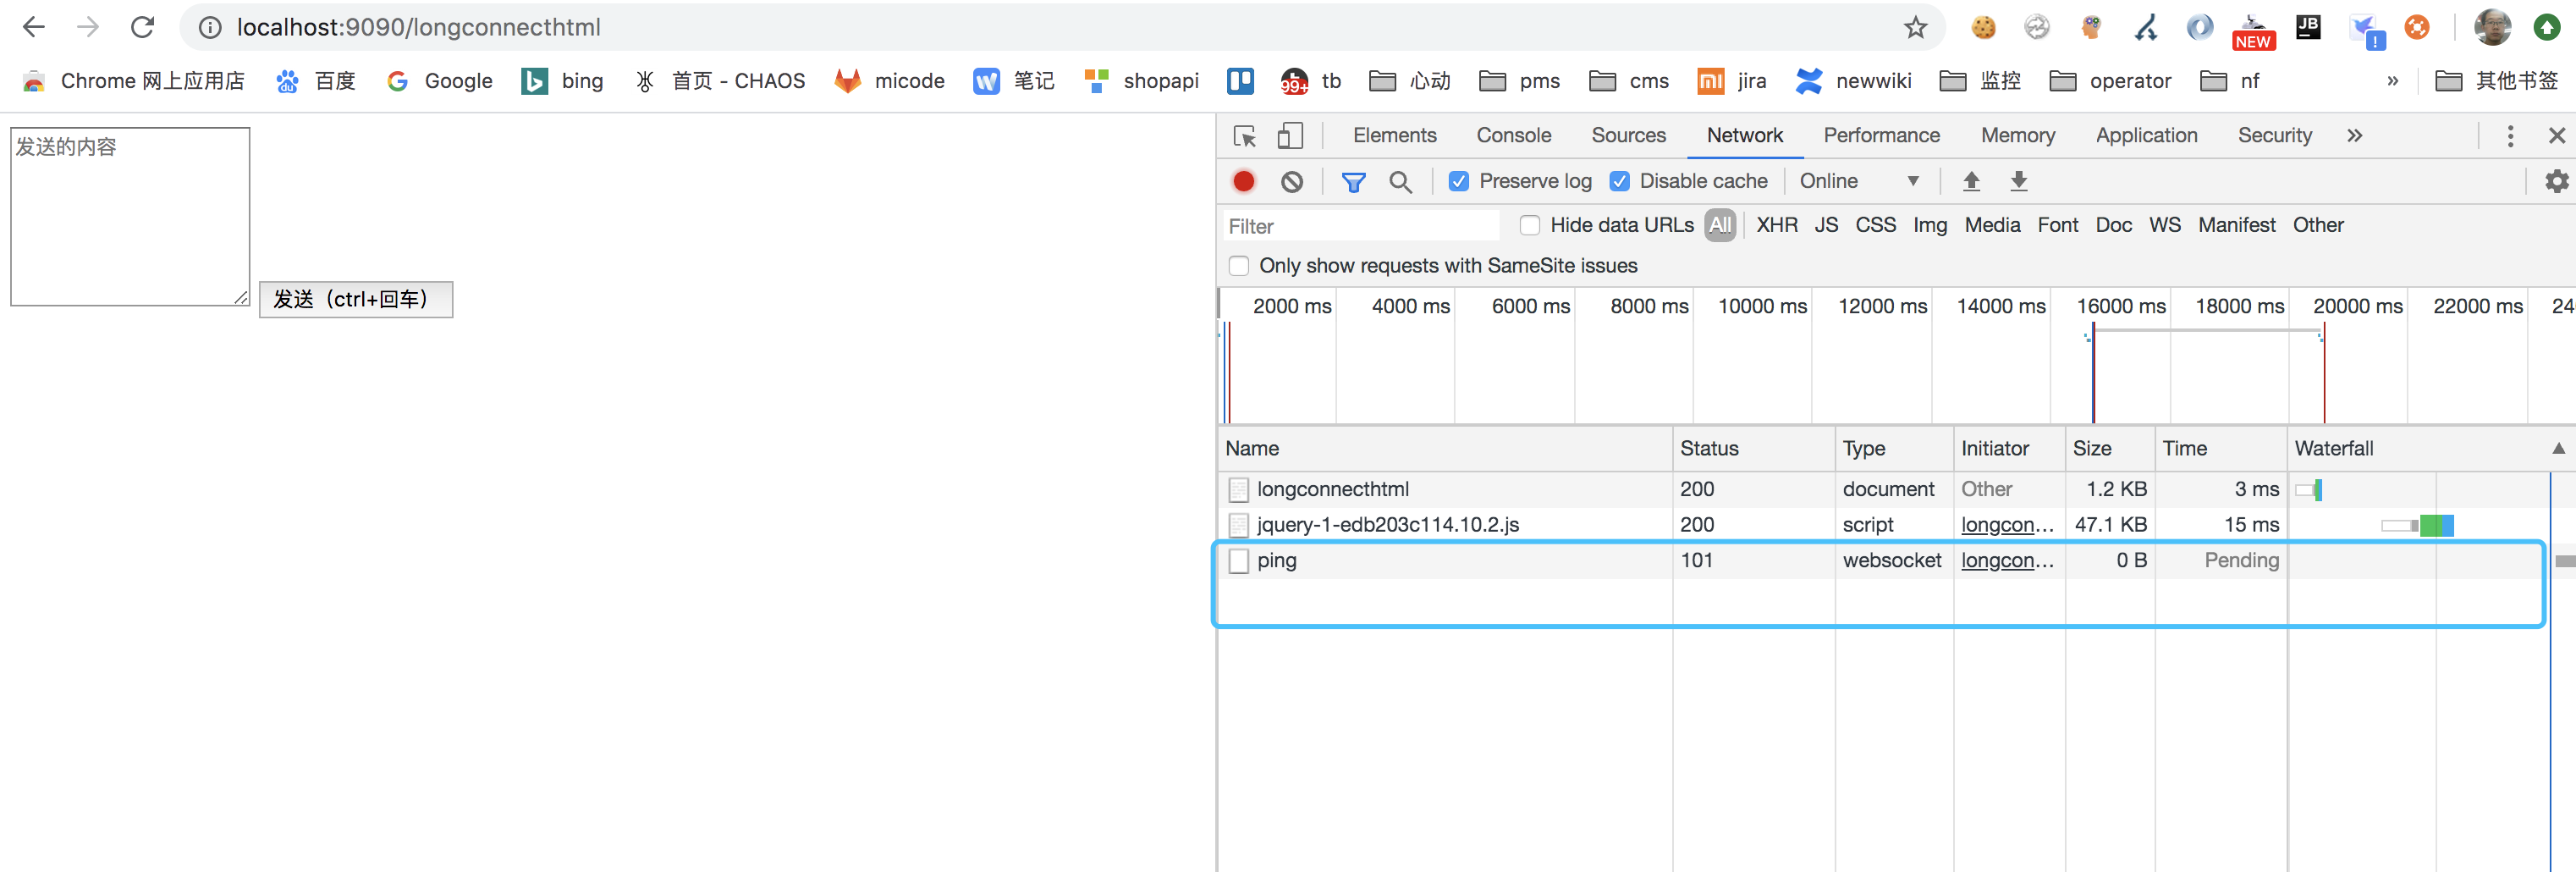 localhost:9090/longconnecthtml
JB
NEW
!
Chrome 网上应用店 du 百度 G Google b bing 首页 - CHAOS micode W 笔记 shopapi 99+ tb 心动 pms cms mi jira newwiki 监控 operator nf » 其他书签
发送的内容
发送（ctrl+回车）
Elements Console Sources Network Performance Memory Application Security »
Preserve log Disable cache Online
Filter Hide data URLs All XHR JS CSS Img Media Font Doc WS Manifest Other
Only show requests with SameSite issues
2000 ms 4000 ms 6000 ms 8000 ms 10000 ms 12000 ms 14000 ms 16000 ms 18000 ms 20000 ms 22000 ms 24
Name Status Type Initiator Size Time Waterfall
longconnecthtml 200 document Other 1.2 KB 3 ms
jquery-1-edb203c114.10.2.js 200 script longcon… 47.1 KB 15 ms
ping 101 websocket longcon… 0 B Pending